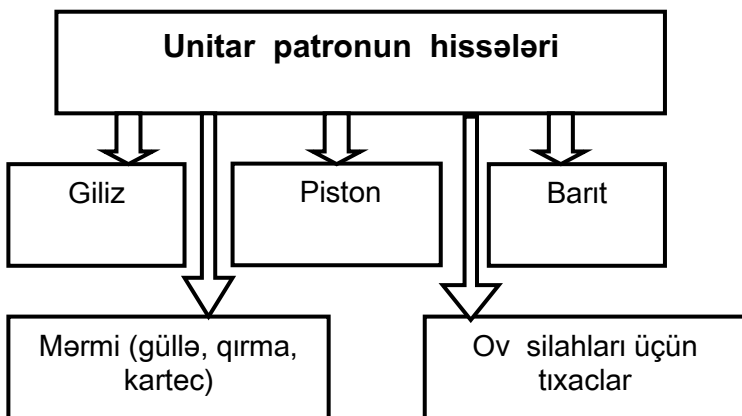 Unitar patronun hissələri
Giliz
Piston
Barıt
Mərmi (güllə, qırma,
kartec)
Ov silahları üçün
tıxaclar